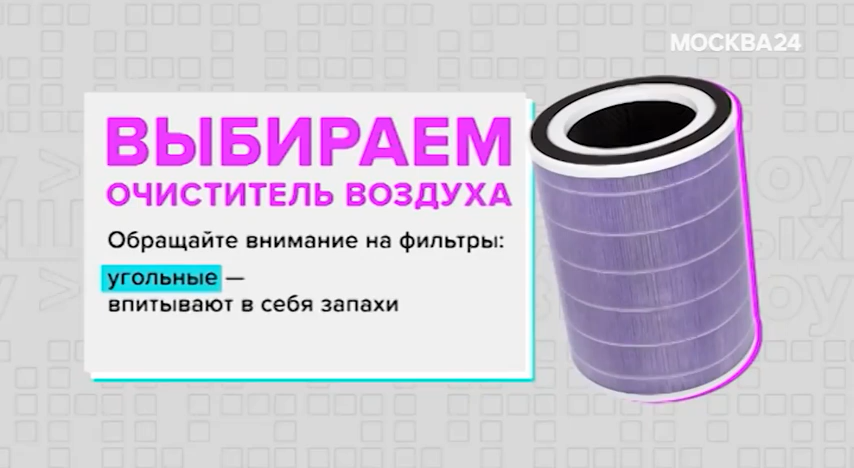 МОСКВА24
ВЫБИРАЕМ
ОЧИСТИТЕЛЬ ВОЗДУХА
Обращайте внимание на фильтры:
угольные —
впитывают в себя запахи